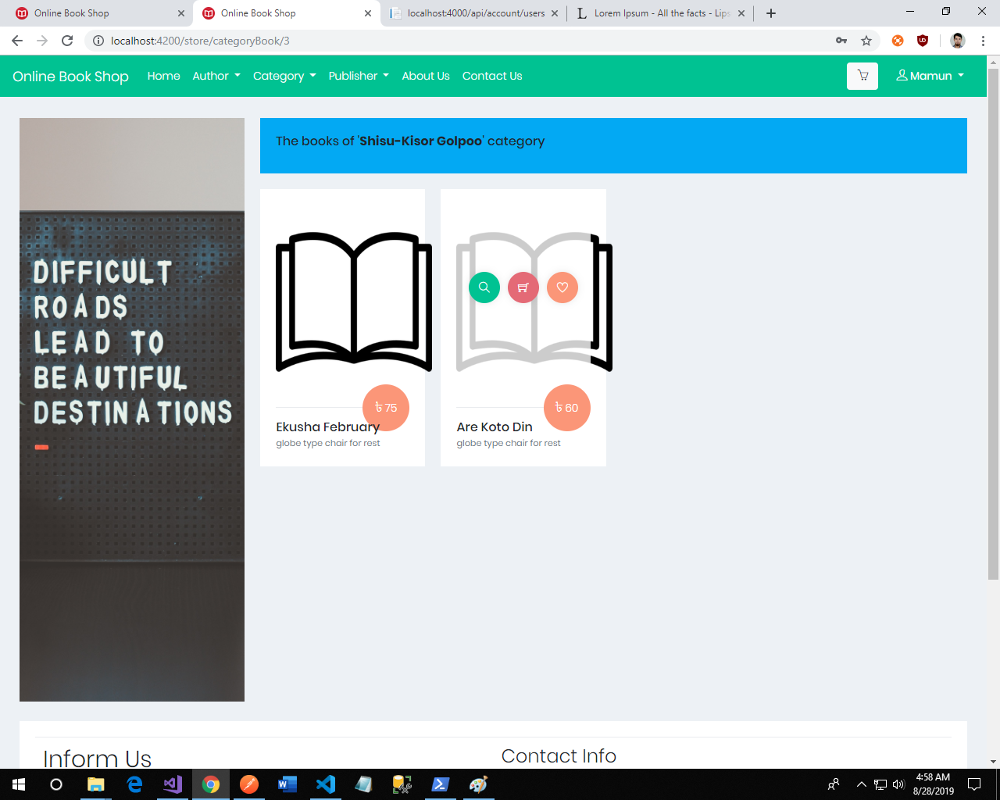 Online Book Shop
Online Book Shop
localhost:4000/api/account/users
Lorem Ipsum - All the facts - Lips
localhost:4200/store/categoryBook/3
Online Book Shop
Home
Author
Category
Publisher
About Us
Contact Us
Mamun
DIFFICULT
ROADS
LEAD TO
BEAUTIFUL
DESTINATIONS
The books of 'Shisu-Kisor Golpoo' category
৳ 75
Ekusha February
globe type chair for rest
৳ 60
Are Koto Din
globe type chair for rest
Inform Us
Contact Info
4:58 AM
8/28/2019